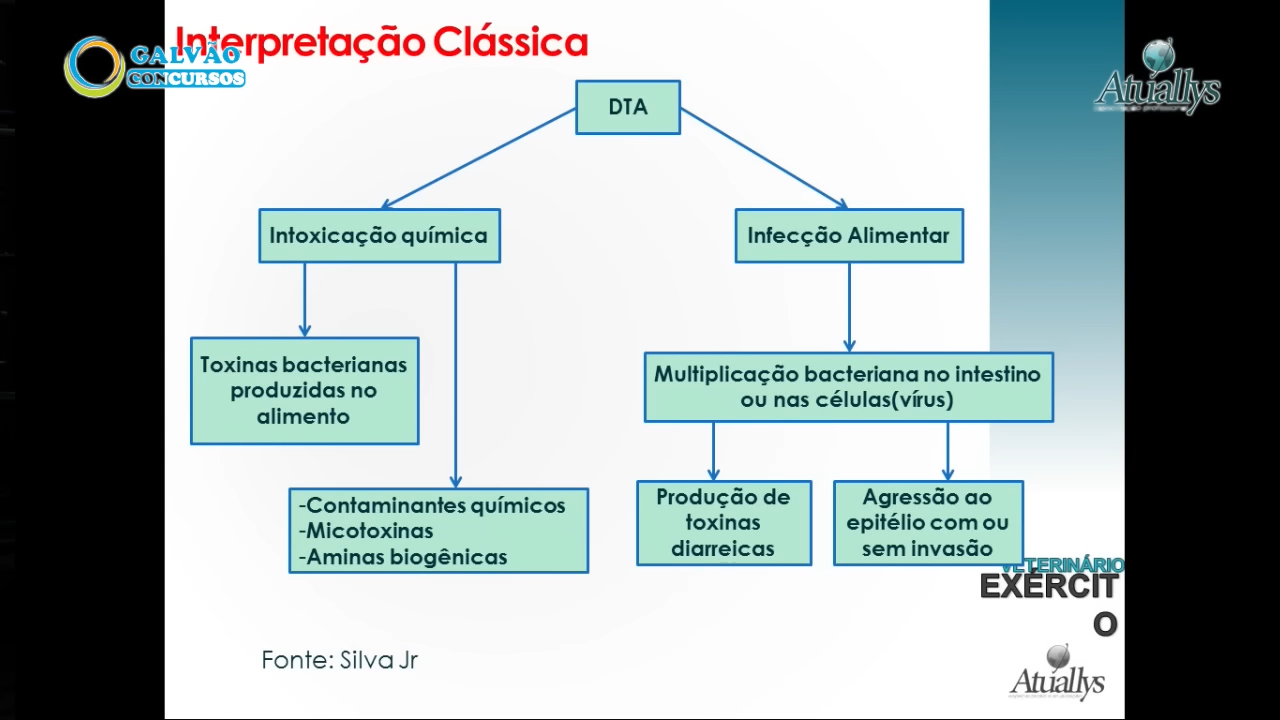 Interpretação Clássica
GALVÃO
CONCURSOS
Atuallys
DTA
Intoxicação química
Infecção Alimentar
Toxinas bacterianas
produzidas no
alimento
Multiplicação bacteriana no intestino
ou nas células(vírus)
-Contaminantes químicos
-Micotoxinas
-Aminas biogênicas
Produção de
toxinas
diarreicas
Agressão ao
epitélio com ou
sem invasão
VETERINÁRIO
EXÉRCIT
O
Fonte: Silva Jr
Atuallys